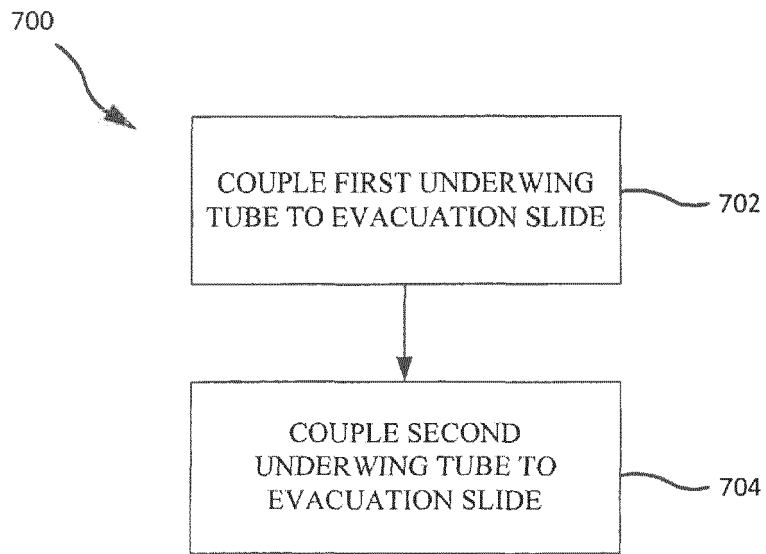 700
COUPLE FIRST UNDERWING
TUBE TO EVACUATION SLIDE
702
COUPLE SECOND
UNDERWING TUBE TO
EVACUATION SLIDE
704